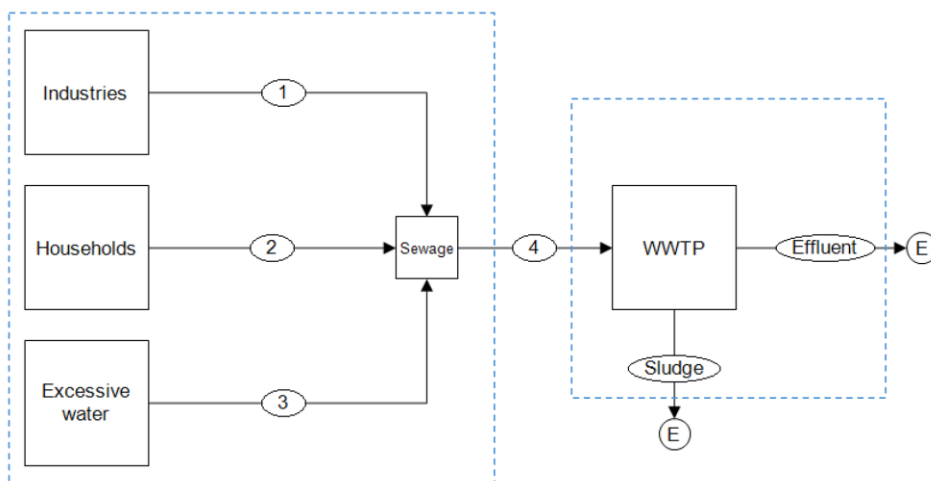 Industries
1
Households
2
Sewage
4
WWTP
Effluent
E
Excessive
water
3
Sludge
E